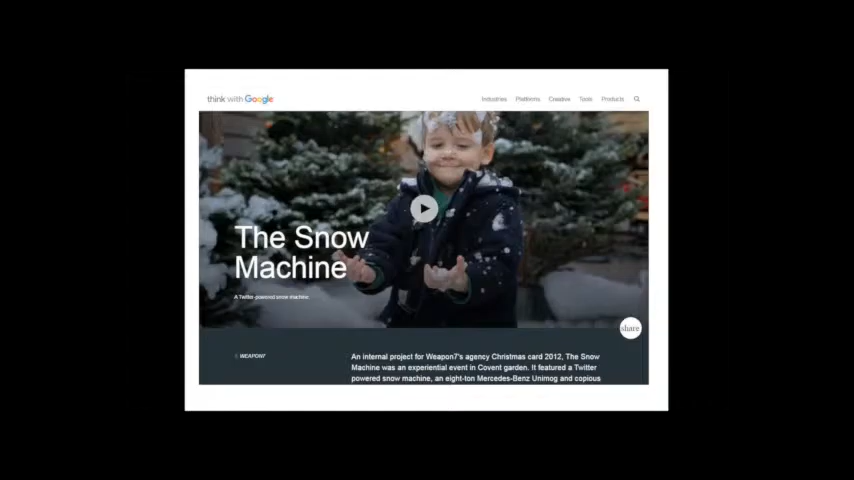 think with Google
Industries Platforms Creative Tools Products
The Snow
Machine
A Twitter-powered snow machine.
share
WEAPON7
An internal project for Weapon7's agency Christmas card 2012, The Snow
Machine was an experiential event in Covent garden. It featured a Twitter
powered snow machine, an eight-ton Mercedes-Benz Unimog and copious